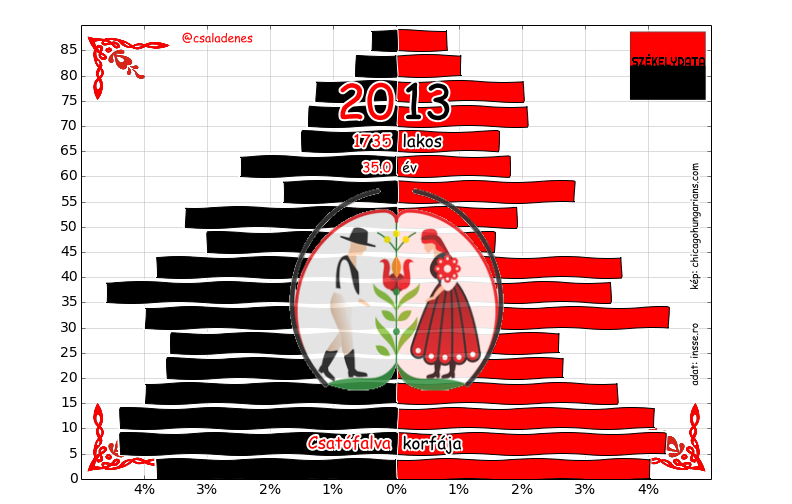 @csaladenes
SZÉKELYDATA
2013
1735 lakos
35.0 év
kép: chicagohungarians.com
adat: insse.ro
Csatófalva korfája
85
80
75
70
65
60
55
50
45
40
35
30
25
20
15
10
5
0
4% 3% 2% 1% 0% 1% 2% 3% 4%